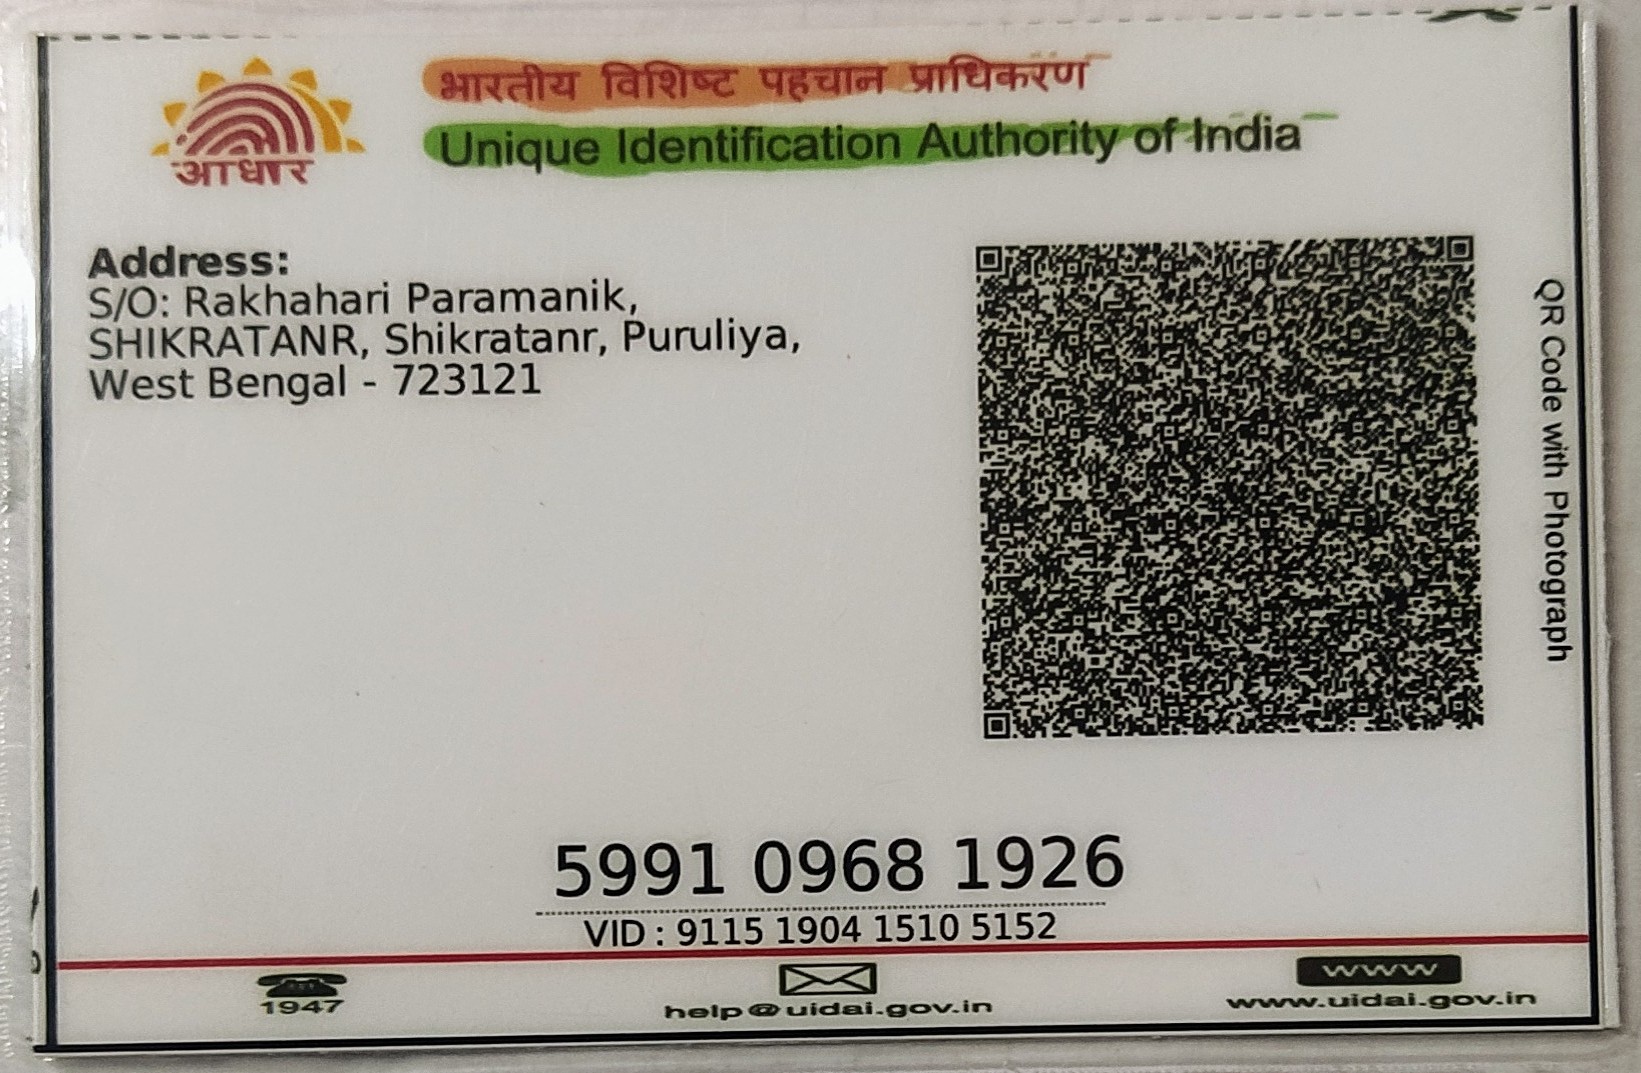 भारतीय विशिष्ट पहचान प्राधिकरण
Unique Identification Authority of India
आधार
Address:
S/O: Rakhahari Paramanik,
SHIKRATANR, Shikratanr, Puruliya,
West Bengal - 723121
QR Code with Photograph
5991 0968 1926
VID : 9115 1904 1510 5152
1947
help@uidai.gov.in
www
www.uidai.gov.in